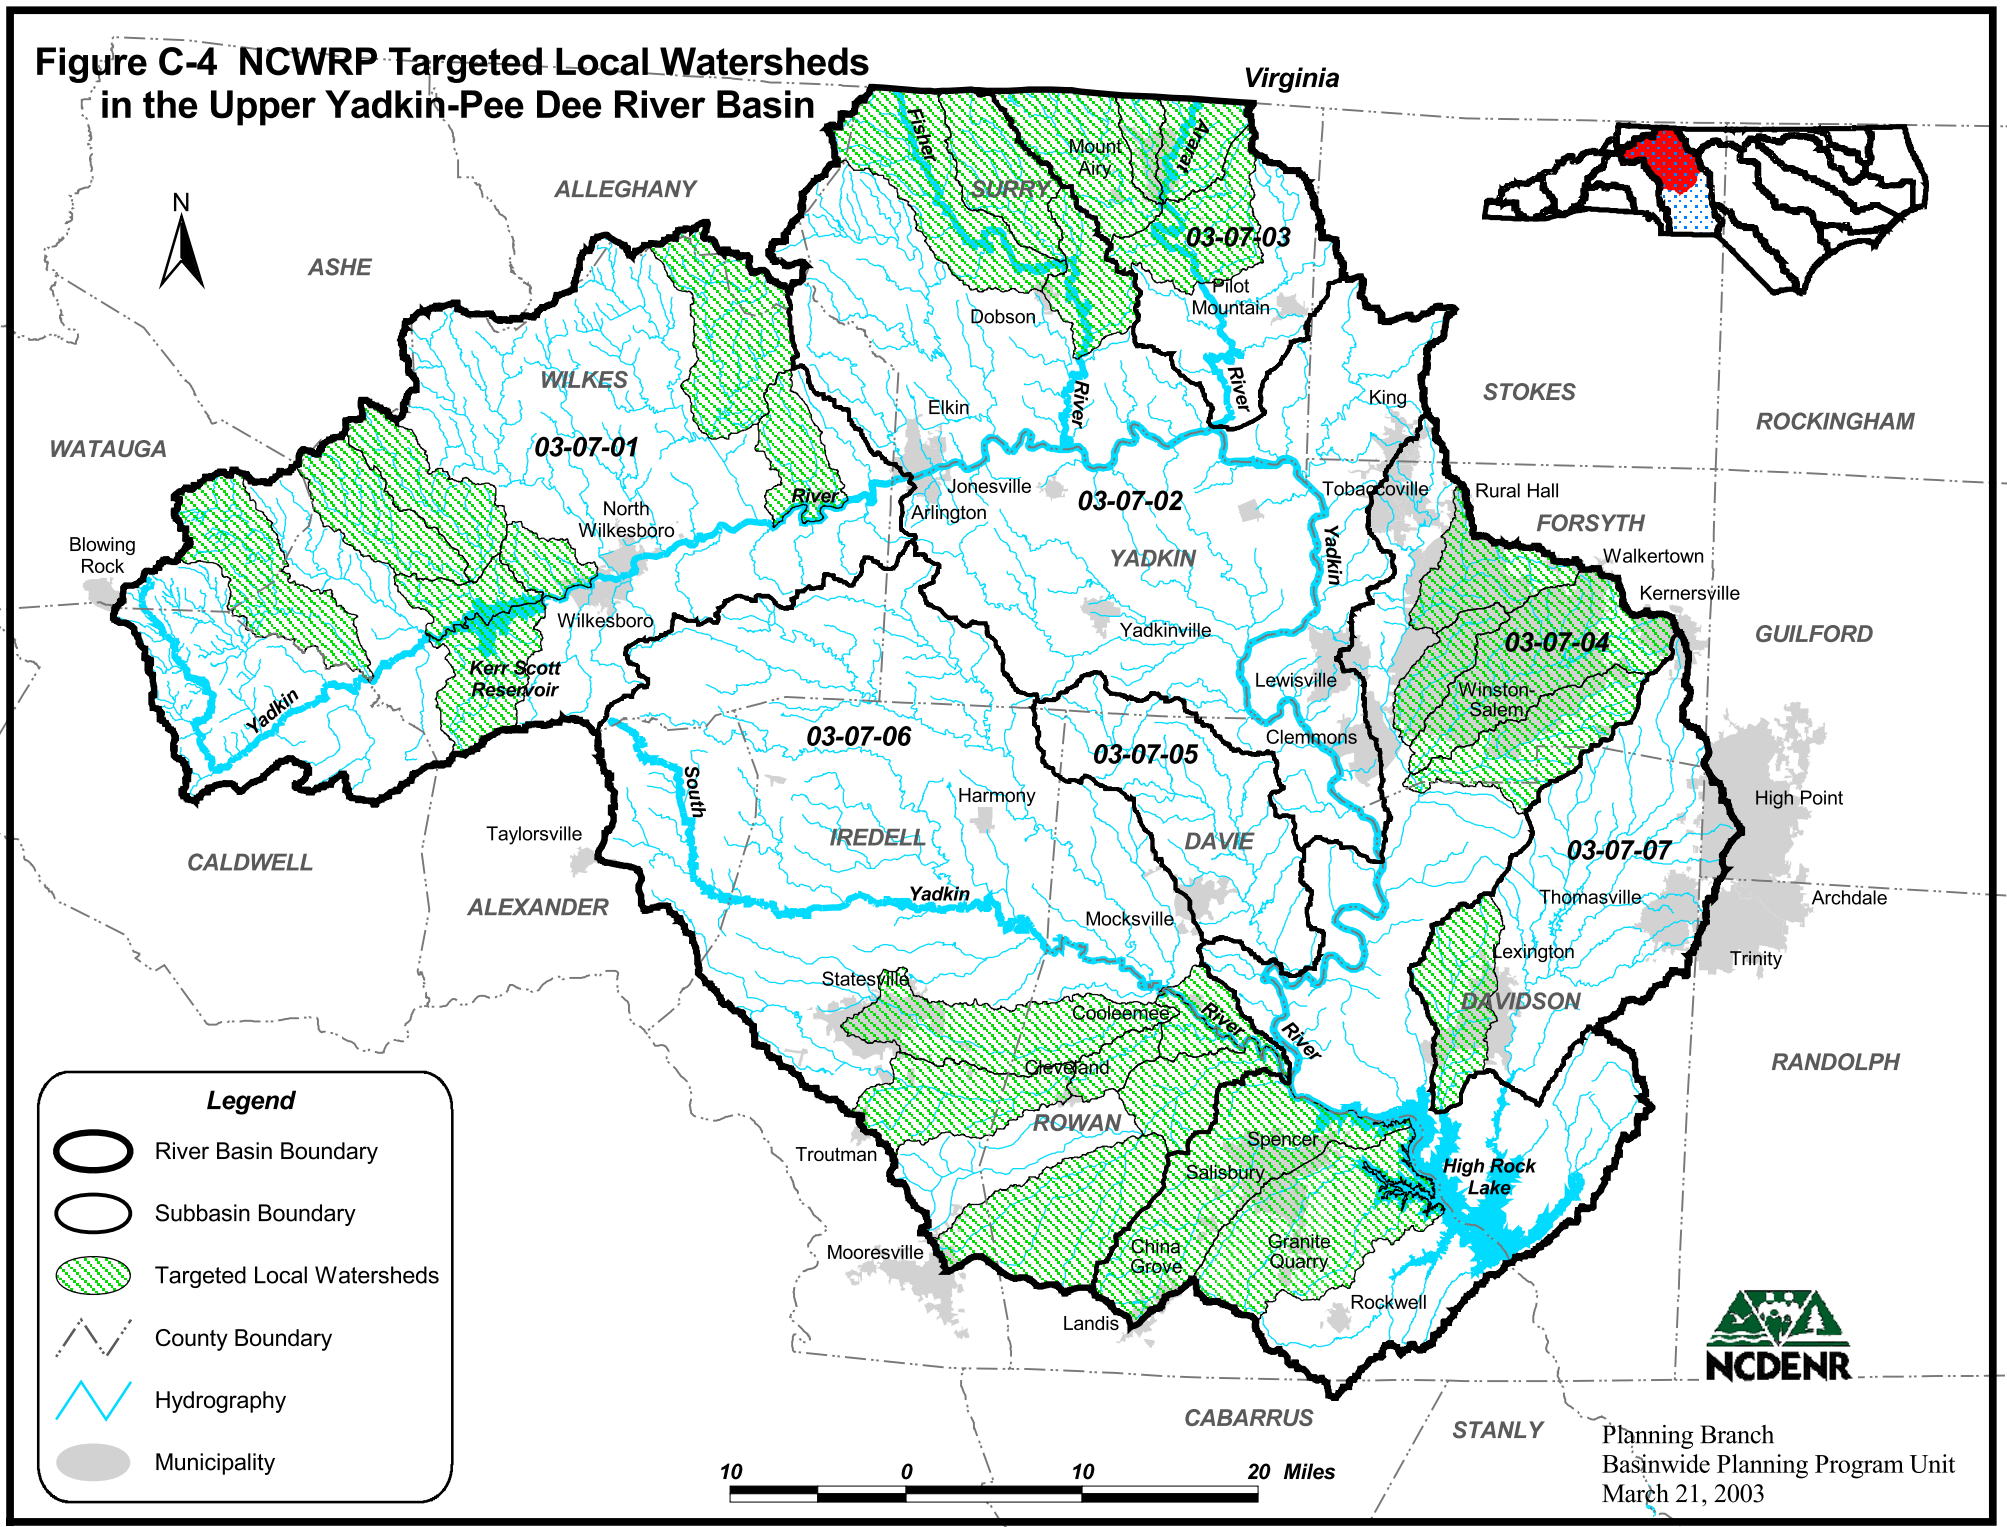 Figure C-4 NCWRP Targeted Local Watersheds
in the Upper Yadkin-Pee Dee River Basin
Virginia
Fisher
Ararat
Mount
Airy
ALLEGHANY
SURRY
N
ASHE
03-07-03
Pilot
Mountain
Dobson
WILKES
River
River
STOKES
King
Elkin
ROCKINGHAM
WATAUGA
03-07-01
Jonesville
Tobaccoville
Rural Hall
River
03-07-02
Arlington
North
Wilkesboro
FORSYTH
Blowing
Rock
YADKIN
Yadkin
Walkertown
Kernersville
Wilkesboro
Yadkinville
03-07-04
GUILFORD
Kerr Scott
Reservoir
Lewisville
Winston-
Salem
Yadkin
03-07-06
Clemmons
03-07-05
South
Harmony
High Point
Taylorsville
IREDELL
DAVIE
03-07-07
CALDWELL
Yadkin
Thomasville
Archdale
ALEXANDER
Mocksville
Lexington
Trinity
Statesville
DAVIDSON
Cooleemee
River
River
Cleveland
RANDOLPH
ROWAN
Spencer
Troutman
Salisbury
High Rock
Lake
Mooresville
China
Grove
Granite
Quarry
Landis
Rockwell
Legend
River Basin Boundary
Subbasin Boundary
Targeted Local Watersheds
County Boundary
Hydrography
Municipality
NCDENR
CABARRUS
STANLY
10 0 10 20 Miles
Planning Branch
Basinwide Planning Program Unit
March 21, 2003